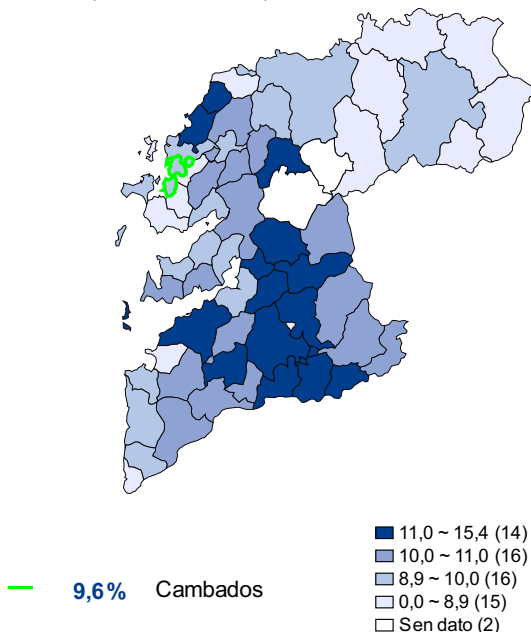 11,0 ~ 15,4 (14)
10,0 ~ 11,0 (16)
8,9 ~ 10,0 (16)
0,0 ~ 8,9 (15)
Sen dato (2)
9,6% Cambados